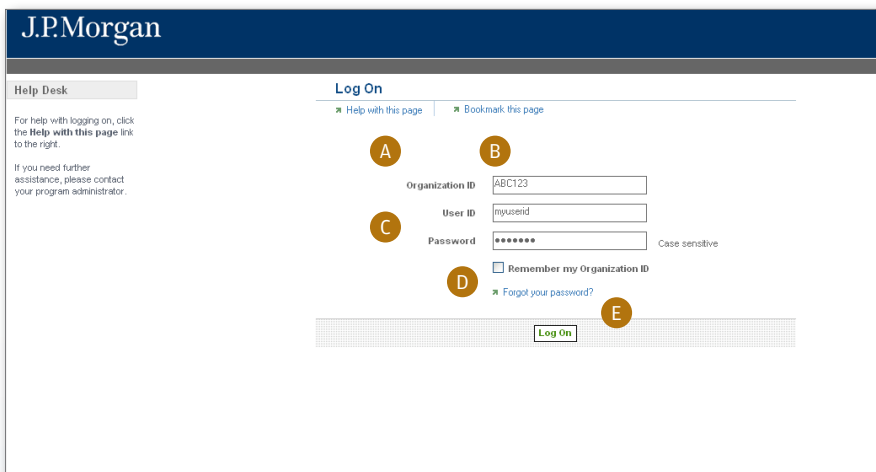 J.P.Morgan
Help Desk
For help with logging on, click
the Help with this page link
to the right.
If you need further
assistance, please contact
your program administrator.
Log On
Help with this page
Bookmark this page
A
B
Organization ID ABC123
User ID myuserid
C
Password ●●●●●●● Case sensitive
Remember my Organization ID
D
Forgot your password?
E
Log On